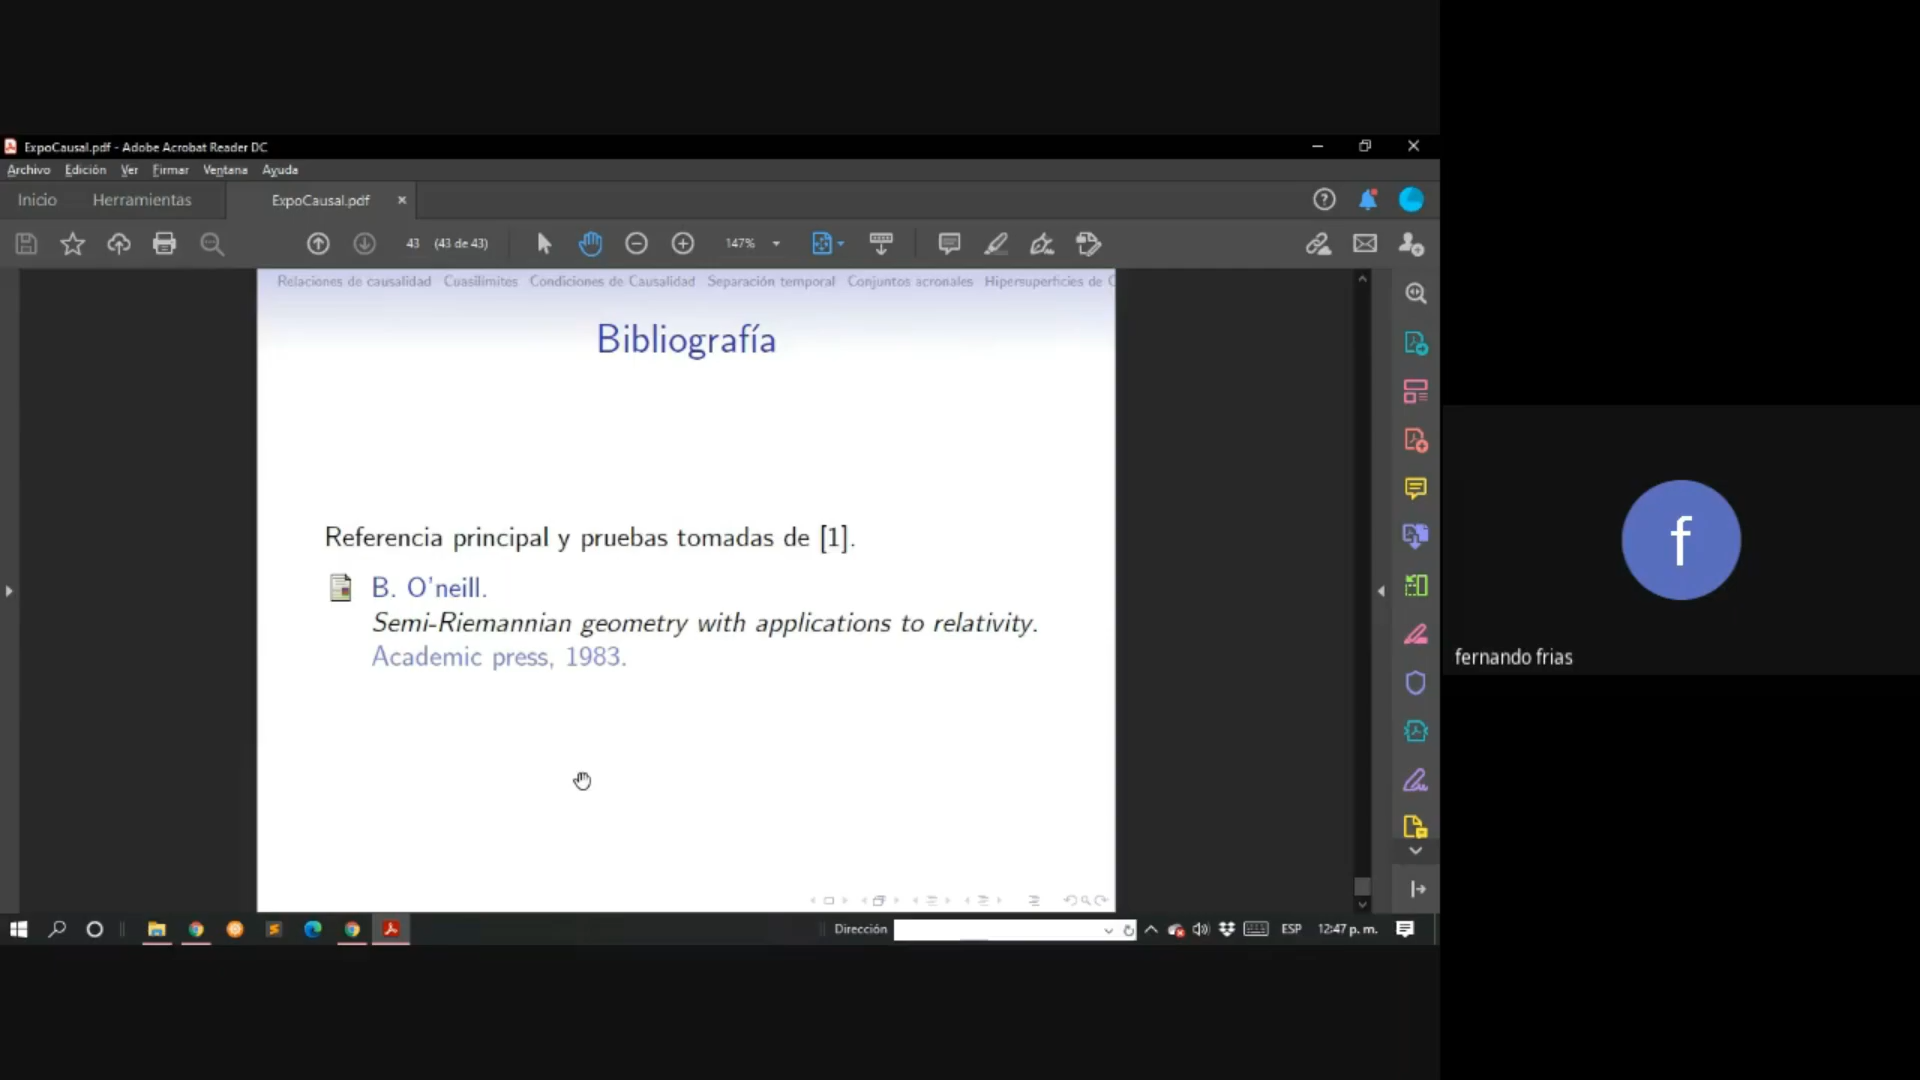 ExpoCausal.pdf - Adobe Acrobat Reader DC
Archivo Edición Ver Firmar Ventana Ayuda
Inicio Herramientas ExpoCausal.pdf
43 (43 de 43) 147%
Relaciones de causalidad Cuasilímites Condiciones de Causalidad Separación temporal Conjuntos acronales Hipersuperficies de C
Bibliografía
Referencia principal y pruebas tomadas de [1].
B. O'neill.
Semi-Riemannian geometry with applications to relativity.
Academic press, 1983.
f
fernando frias
Dirección ESP 12:47 p. m.